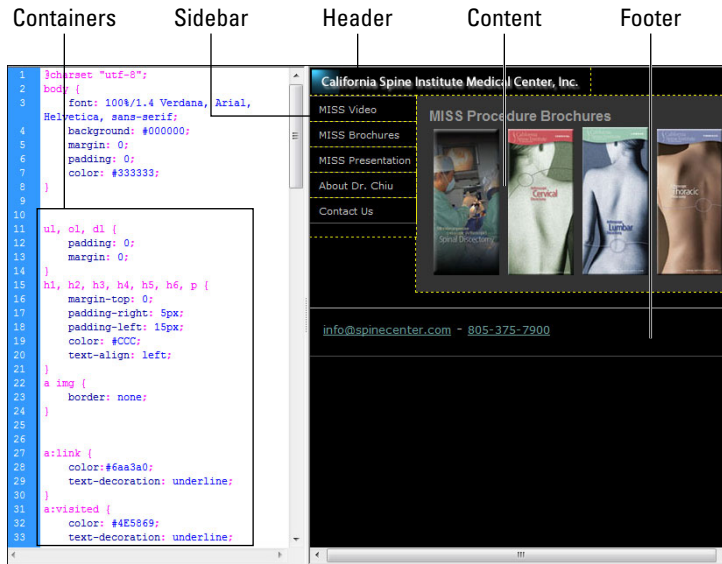 Containers Sidebar Header Content Footer
1 @charset "utf-8";
2 body {
3 font: 100%/1.4 Verdana, Arial,
Helvetica, sans-serif;
4 background: #000000;
5 margin: 0;
6 padding: 0;
7 color: #333333;
8 }
9
10
11 ul, ol, dl {
12 padding: 0;
13 margin: 0;
14 }
15 h1, h2, h3, h4, h5, h6, p {
16 margin-top: 0;
17 padding-right: 5px;
18 padding-left: 15px;
19 color: #CCC;
20 text-align: left;
21 }
22 a img {
23 border: none;
24 }
25
26
27 a:link {
28 color:#6aa3a0;
29 text-decoration: underline;
30 }
31 a:visited {
32 color: #4E5869;
33 text-decoration: underline;
California Spine Institute Medical Center, Inc.
MISS Video
MISS Brochures
MISS Presentation
About Dr. Chiu
Contact Us
MISS Procedure Brochures
Spinal Discectomy
Cervical
Lumbar
Thoracic
info@spinecenter.com - 805-375-7900